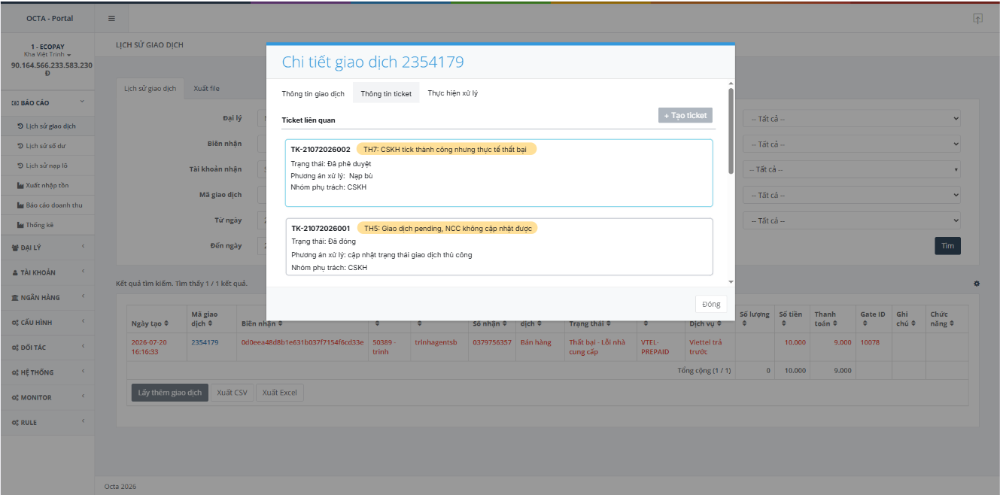 OCTA - Portal
1 - ECOPAY
Kha Việt Trinh
90.164.566.233.583.230
Đ
BÁO CÁO
Lịch sử giao dịch
Lịch sử số dư
Lịch sử nạp lô
Xuất nhập tồn
Báo cáo doanh thu
Thống kê
ĐẠI LÝ
TÀI KHOẢN
NGÂN HÀNG
CẤU HÌNH
ĐỐI TÁC
HỆ THỐNG
MONITOR
RULE
LỊCH SỬ GIAO DỊCH
Lịch sử giao dịch Xuất file
Đại lý
-- Tất cả --
Biên nhận
-- Tất cả --
Tài khoản nhận
-- Tất cả --
Mã giao dịch
-- Tất cả --
Từ ngày
-- Tất cả --
Đến ngày
Tìm
Chi tiết giao dịch 2354179
Thông tin giao dịch Thông tin ticket Thực hiện xử lý
Ticket liên quan + Tạo ticket
TK-21072026002 TH7: CSKH tick thành công nhưng thực tế thất bại
Trạng thái: Đã phê duyệt
Phương án xử lý: Nạp bù
Nhóm phụ trách: CSKH
TK-21072026001 TH5: Giao dịch pending, NCC không cập nhật được
Trạng thái: Đã đóng
Phương án xử lý: cập nhật trạng thái giao dịch thủ công
Nhóm phụ trách: CSKH
Đóng
Kết quả tìm kiếm. Tìm thấy 1 / 1 kết quả.
Ngày tạo Mã giao dịch Biên nhận Số nhận dịch Trạng thái Dịch vụ Số lượng Số tiền Thanh toán Gate ID Ghi chú Chức năng
2026-07-20 16:16:33 2354179 0d0eea48d8b1e631b037f7154f6cd33e 50389 - trinh trinhagentsb 0379756357 Bán hàng Thất bại - Lỗi nhà cung cấp VTEL-PREPAID Viettel trả trước 10.000 9.000 10078
Tổng cộng (1 / 1) 0 10.000 9.000
Lấy thêm giao dịch Xuất CSV Xuất Excel
Octa 2026